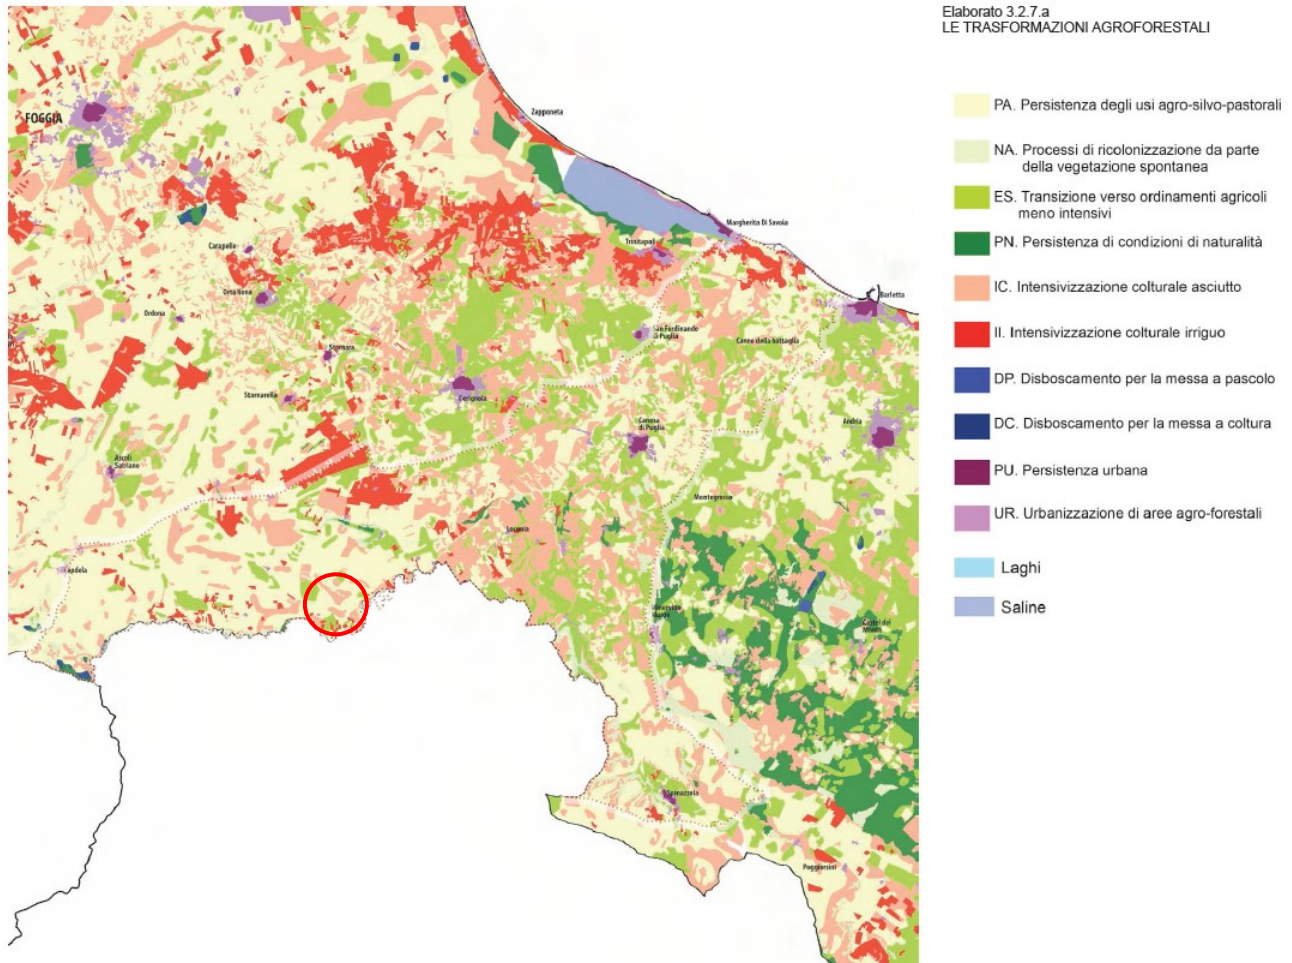 Elaborato 3.2.7.a
LE TRASFORMAZIONI AGROFORESTALI
PA. Persistenza degli usi agro-silvo-pastorali
NA. Processi di ricolonizzazione da parte
della vegetazione spontanea
ES. Transizione verso ordinamenti agricoli
meno intensivi
PN. Persistenza di condizioni di naturalità
IC. Intensivizzazione colturale asciutto
II. Intensivizzazione colturale irriguo
DP. Disboscamento per la messa a pascolo
DC. Disboscamento per la messa a coltura
PU. Persistenza urbana
UR. Urbanizzazione di aree agro-forestali
Laghi
Saline
FOGGIA
Zapponeta
Margherita Di Savoia
Trinitapoli
Carapelle
Orta Nova
Barletta
Ordona
San Ferdinando
di Puglia
Canne della battaglia
Stornara
Stornarella
Cerignola
Canosa
di Puglia
Andria
Ascoli
Satriano
Montegrosso
Candela
Castel del
Monte
Spinazzola
Poggiorsini